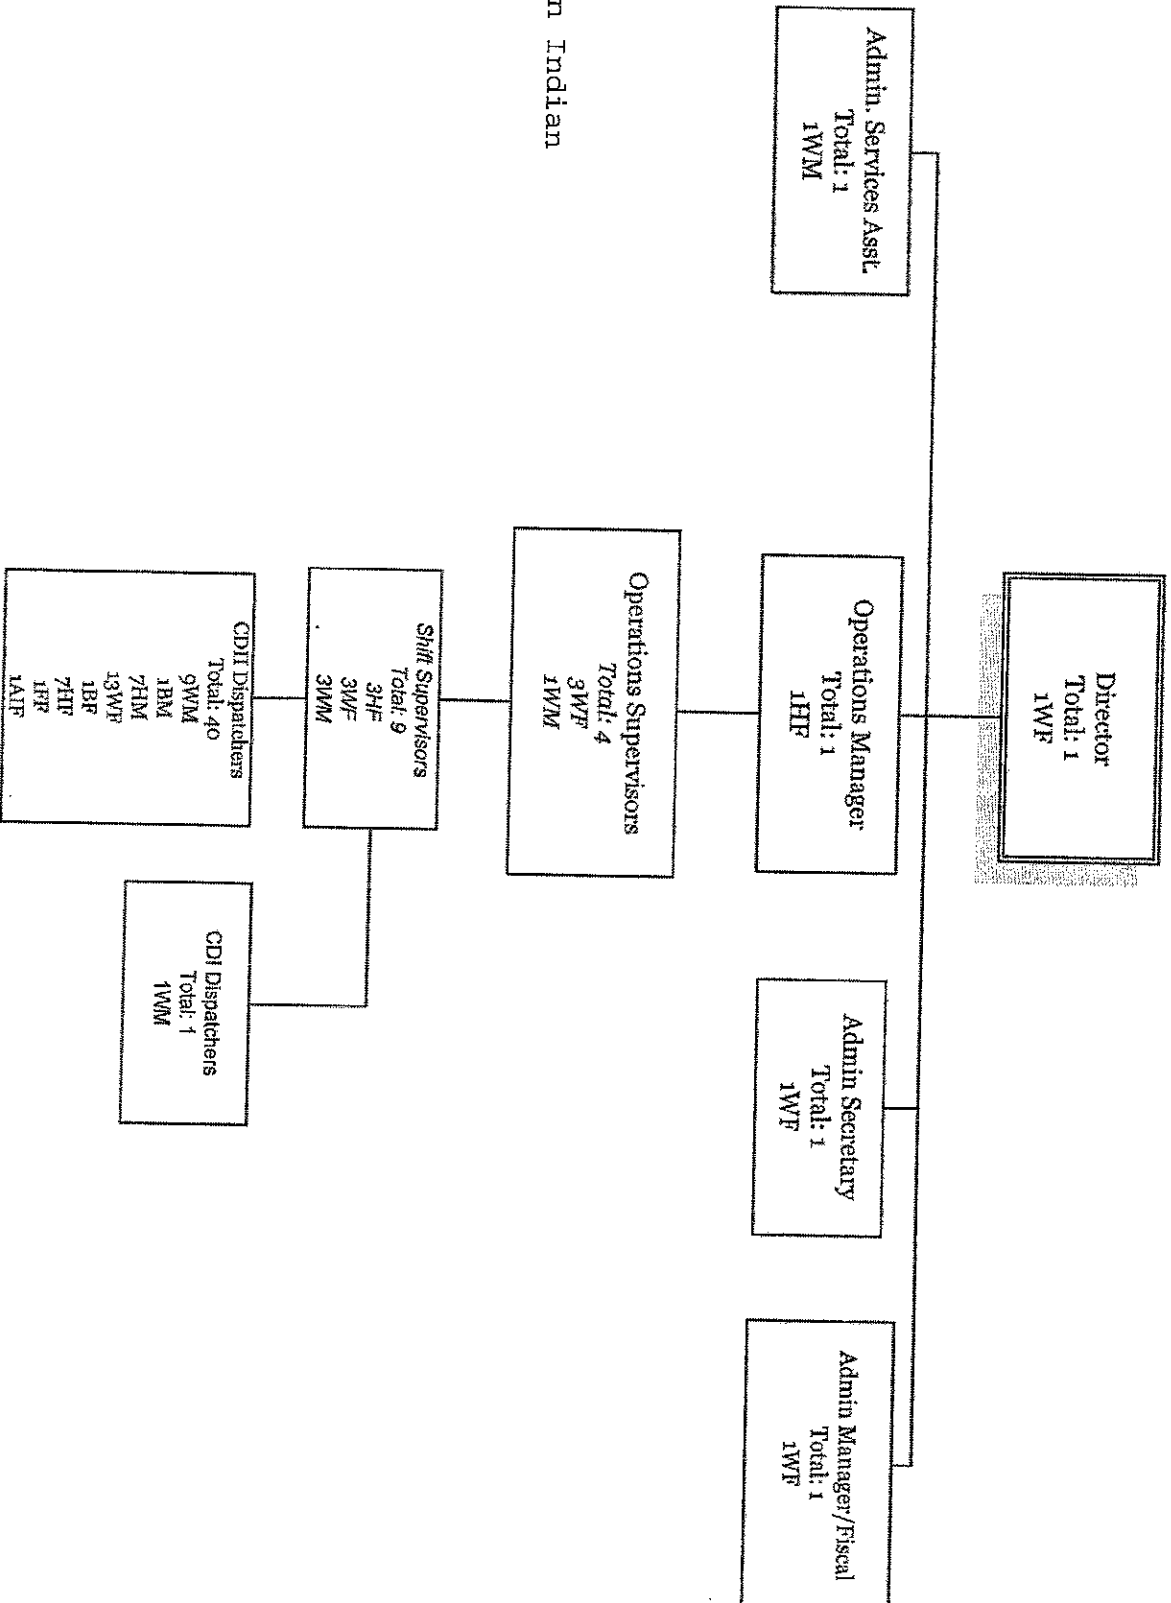 Director
Total: 1
1WF
Admin. Services Asst.
Total: 1
1WM
Operations Manager
Total: 1
1HF
Admin Secretary
Total: 1
1WF
Admin Manager/Fiscal
Total: 1
1WF
n Indian
Operations Supervisors
Total: 4
3WF
1WM
Shift Supervisors
Total: 9
3HF
3WF
3WM
CDII Dispatchers
Total: 40
9WM
1BM
7HM
13WF
1BF
7HF
1AIF
CDI Dispatchers
Total: 1
1WM